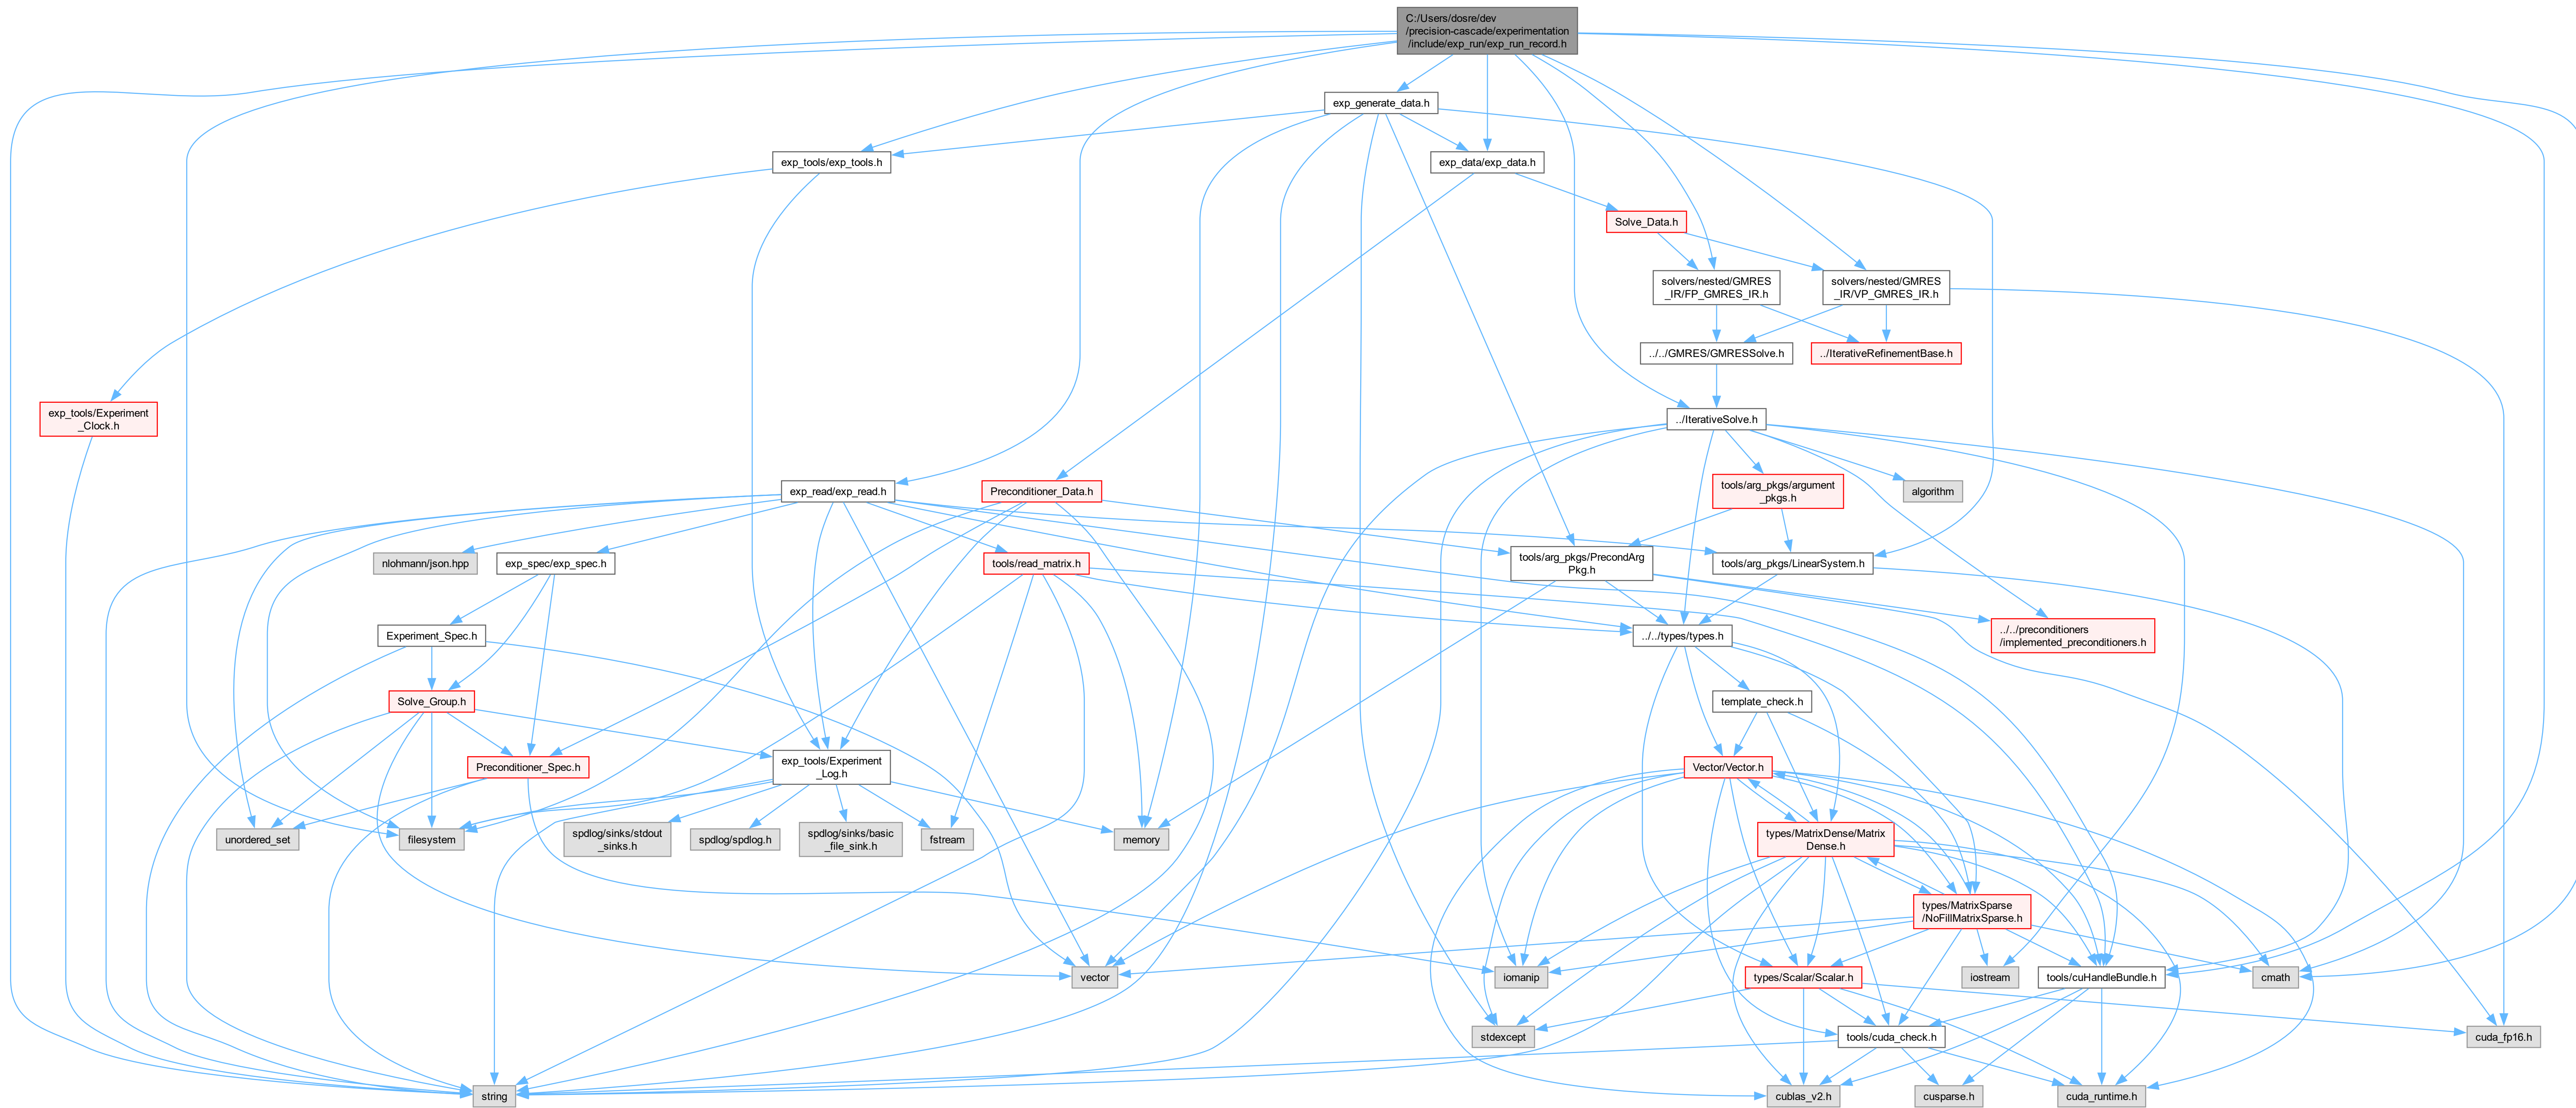 C:/Users/dosre/dev
/precision-cascade/experimentation
/include/exp_run/exp_run_record.h
exp_generate_data.h
exp_tools/exp_tools.h
exp_data/exp_data.h
Solve_Data.h
solvers/nested/GMRES
_IR/FP_GMRES_IR.h
solvers/nested/GMRES
_IR/VP_GMRES_IR.h
../../GMRES/GMRESSolve.h
../IterativeRefinementBase.h
exp_tools/Experiment
_Clock.h
../IterativeSolve.h
exp_read/exp_read.h
Preconditioner_Data.h
tools/arg_pkgs/argument
_pkgs.h
algorithm
nlohmann/json.hpp
exp_spec/exp_spec.h
tools/read_matrix.h
tools/arg_pkgs/PrecondArg
Pkg.h
tools/arg_pkgs/LinearSystem.h
Experiment_Spec.h
../../types/types.h
../../preconditioners
/implemented_preconditioners.h
Solve_Group.h
template_check.h
Preconditioner_Spec.h
exp_tools/Experiment
_Log.h
Vector/Vector.h
unordered_set
filesystem
spdlog/sinks/stdout
_sinks.h
spdlog/spdlog.h
spdlog/sinks/basic
_file_sink.h
fstream
memory
types/MatrixDense/Matrix
Dense.h
types/MatrixSparse
/NoFillMatrixSparse.h
vector
iomanip
types/Scalar/Scalar.h
iostream
tools/cuHandleBundle.h
cmath
stdexcept
tools/cuda_check.h
cuda_fp16.h
string
cublas_v2.h
cusparse.h
cuda_runtime.h